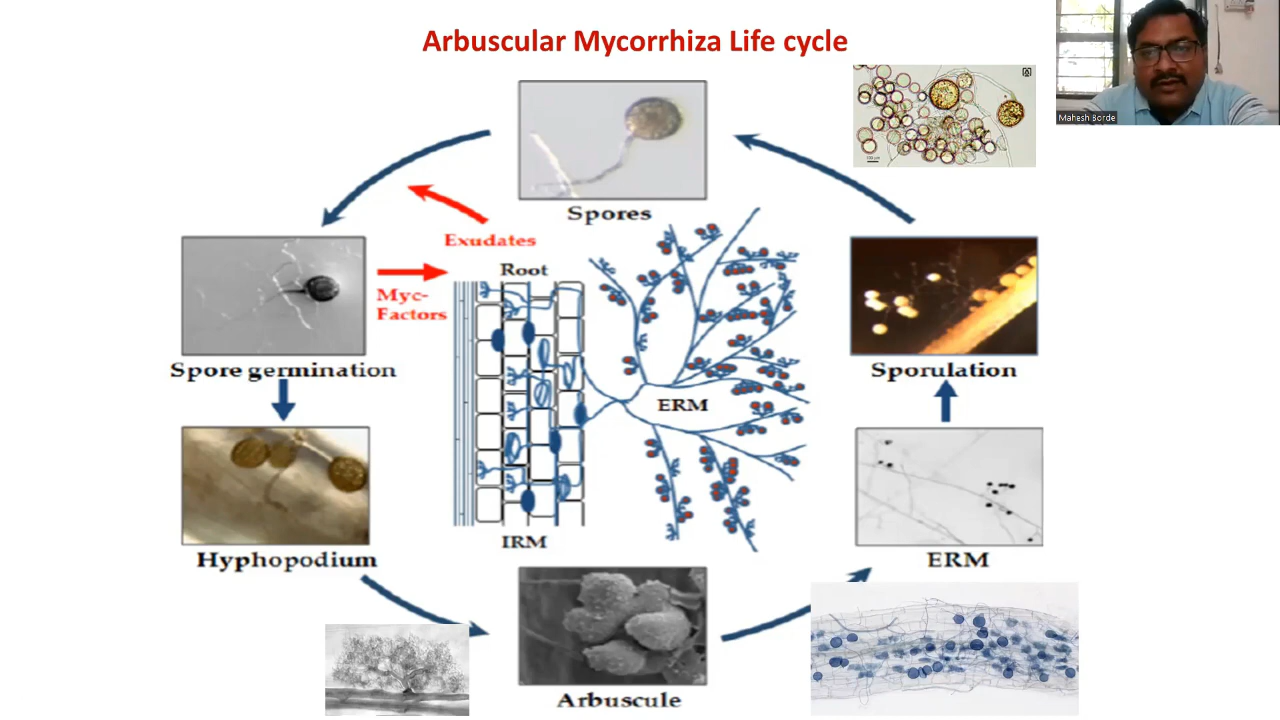 Arbuscular Mycorrhiza Life cycle
Mahesh Borde
Spores
Exudates
Root
Myc-
Factors
Spore germination
Sporulation
ERM
Hyphopodium
IRM
ERM
Arbuscule